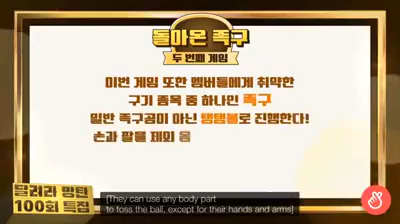 돌아온 족구
두 번째 게임
이번 게임 또한 멤버들에게 취약한
구기 종목 중 하나인 족구
일반 족구공이 아닌 탱탱볼로 진행한다!
손과 팔을 제외 몸
달려라 방탄
100회 특집
[They can use any body part
to toss the ball, except for their hands and arms]